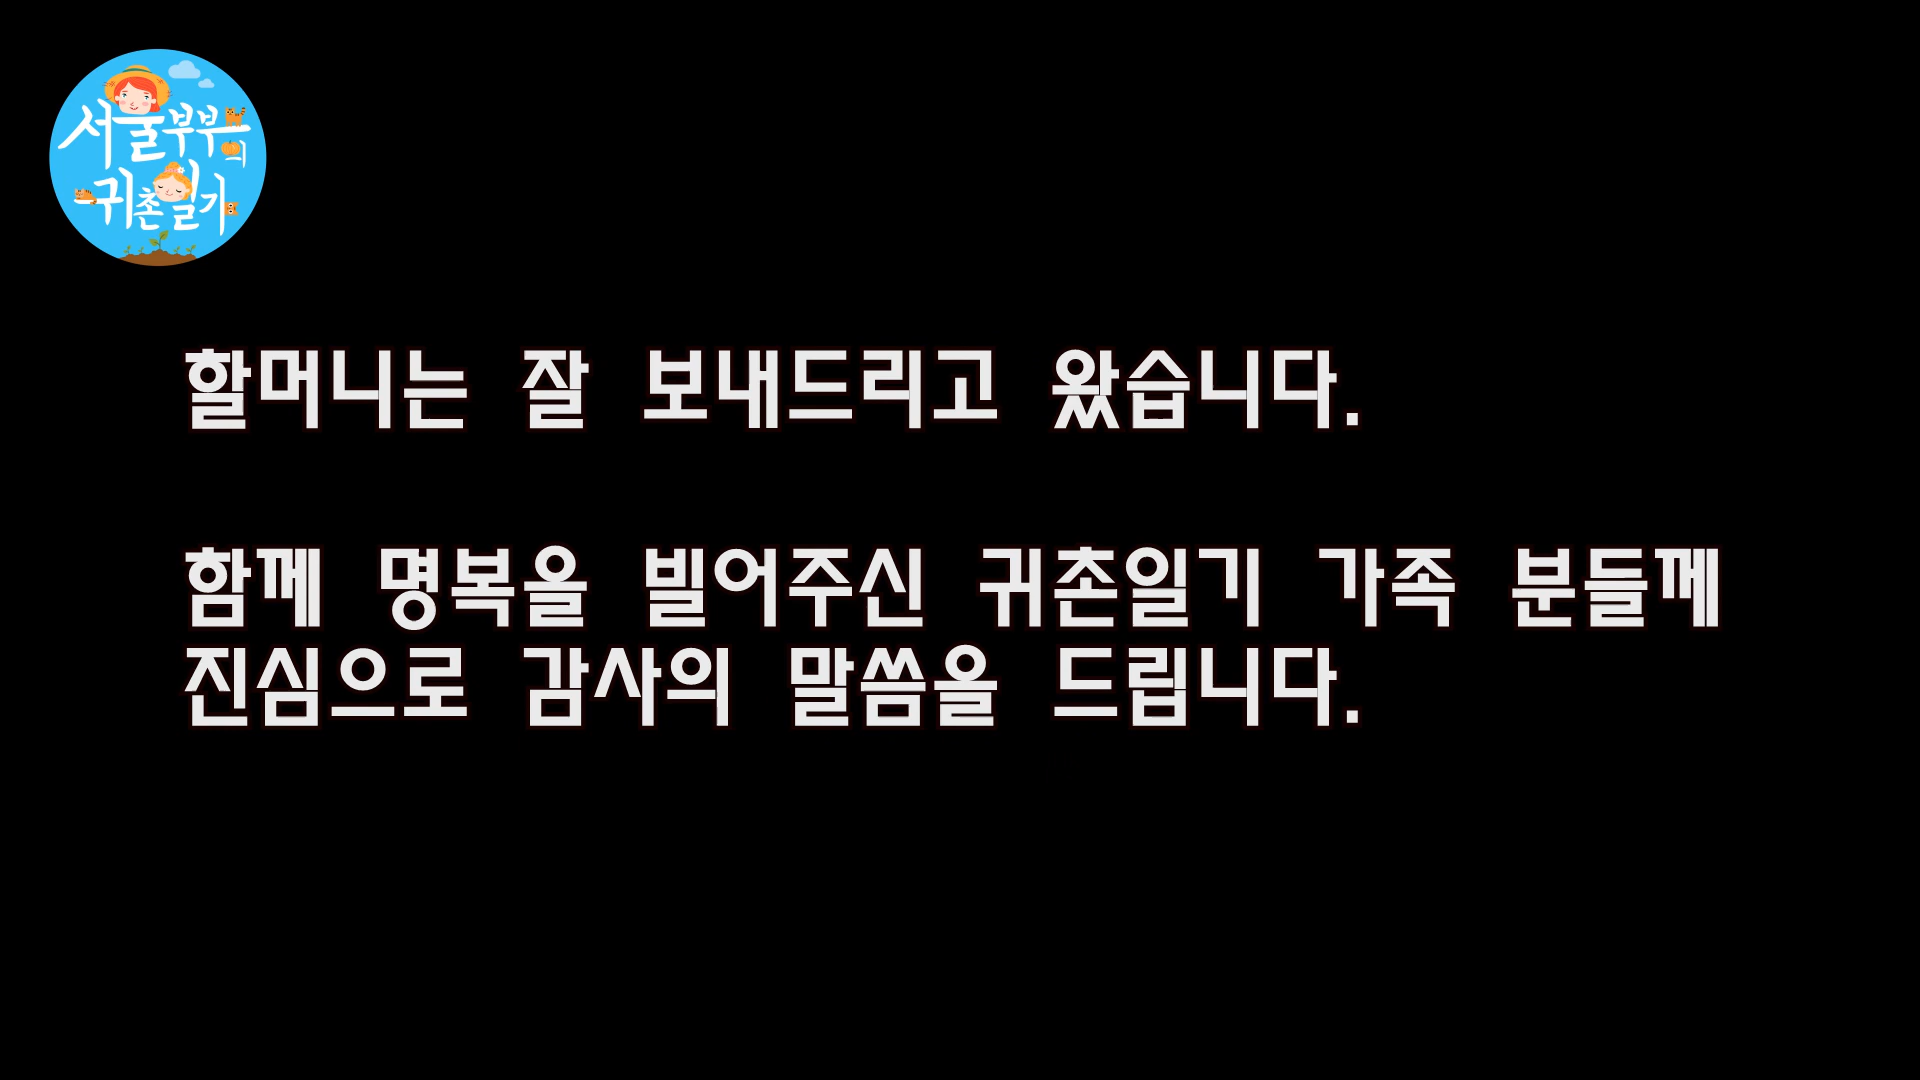 서울부부의
귀촌일기
할머니는 잘 보내드리고 왔습니다.
함께 명복을 빌어주신 귀촌일기 가족 분들께
진심으로 감사의 말씀을 드립니다.